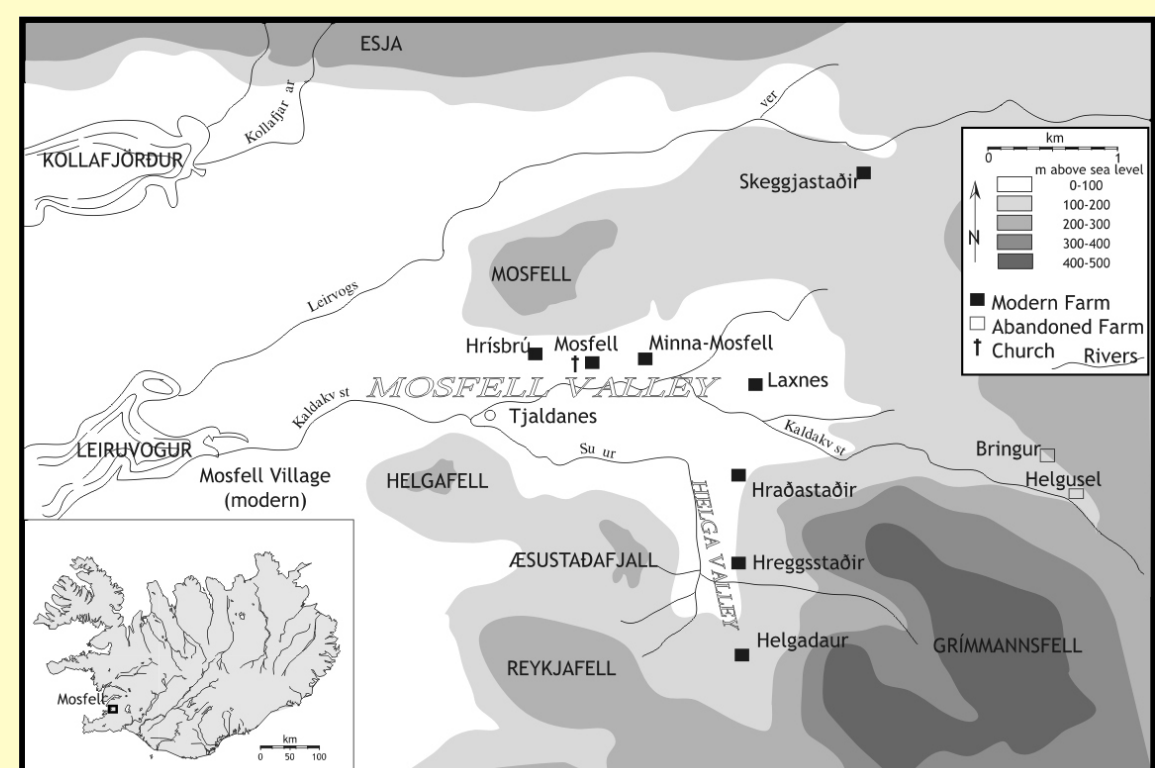 ESJA
Kollafjar ar
ver
KOLLAFJÖRÐUR
km
0 1
m above sea level
0-100
100-200
200-300
300-400
400-500
N
Modern Farm
Abandoned Farm
Church
Rivers
Skeggjastaðir
MOSFELL
Leirvogs
Hrísbrú
Mosfell
Minna-Mosfell
MOSFELL VALLEY
Laxnes
Kaldakv st
Tjaldanes
Kaldakv st
LEIRUVOGUR
Su ur
Bringur
Mosfell Village
(modern)
HELGAFELL
Helgusel
Hraðastaðir
HELGA VALLEY
ÆSUSTAÐAFJALL
Hreggsstaðir
Helgadaur
GRÍMMANNSFELL
REYKJAFELL
Mosfell
km
0 50 100